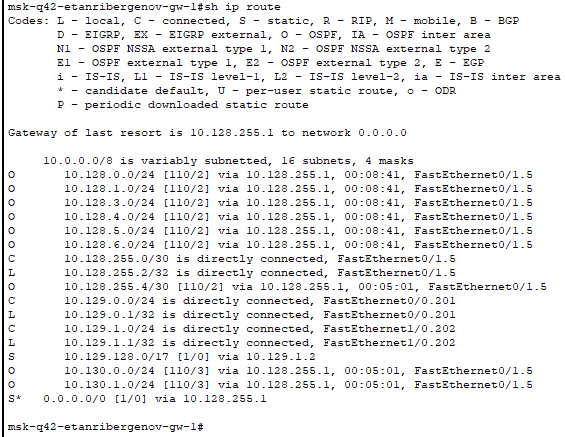 msk-q42-etanribergenov-gw-1#sh ip route
Codes: L - local, C - connected, S - static, R - RIP, M - mobile, B - BGP
       D - EIGRP, EX - EIGRP external, O - OSPF, IA - OSPF inter area
       N1 - OSPF NSSA external type 1, N2 - OSPF NSSA external type 2
       E1 - OSPF external type 1, E2 - OSPF external type 2, E - EGP
       i - IS-IS, L1 - IS-IS level-1, L2 - IS-IS level-2, ia - IS-IS inter area
       * - candidate default, U - per-user static route, o - ODR
       P - periodic downloaded static route

Gateway of last resort is 10.128.255.1 to network 0.0.0.0

     10.0.0.0/8 is variably subnetted, 16 subnets, 4 masks
O       10.128.0.0/24 [110/2] via 10.128.255.1, 00:08:41, FastEthernet0/1.5
O       10.128.1.0/24 [110/2] via 10.128.255.1, 00:08:41, FastEthernet0/1.5
O       10.128.3.0/24 [110/2] via 10.128.255.1, 00:08:41, FastEthernet0/1.5
O       10.128.4.0/24 [110/2] via 10.128.255.1, 00:08:41, FastEthernet0/1.5
O       10.128.5.0/24 [110/2] via 10.128.255.1, 00:08:41, FastEthernet0/1.5
O       10.128.6.0/24 [110/2] via 10.128.255.1, 00:08:41, FastEthernet0/1.5
C       10.128.255.0/30 is directly connected, FastEthernet0/1.5
L       10.128.255.2/32 is directly connected, FastEthernet0/1.5
O       10.128.255.4/30 [110/2] via 10.128.255.1, 00:05:01, FastEthernet0/1.5
C       10.129.0.0/24 is directly connected, FastEthernet0/0.201
L       10.129.0.1/32 is directly connected, FastEthernet0/0.201
C       10.129.1.0/24 is directly connected, FastEthernet1/0.202
L       10.129.1.1/32 is directly connected, FastEthernet1/0.202
S       10.129.128.0/17 [1/0] via 10.129.1.2
O       10.130.0.0/24 [110/3] via 10.128.255.1, 00:05:01, FastEthernet0/1.5
O       10.130.1.0/24 [110/3] via 10.128.255.1, 00:05:01, FastEthernet0/1.5
S*   0.0.0.0/0 [1/0] via 10.128.255.1

msk-q42-etanribergenov-gw-1#